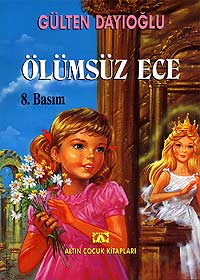 GÜLTEN DAYIOĞLU
ÖLÜMSÜZ ECE
8. Basım
ALTIN ÇOCUK KİTAPLARI